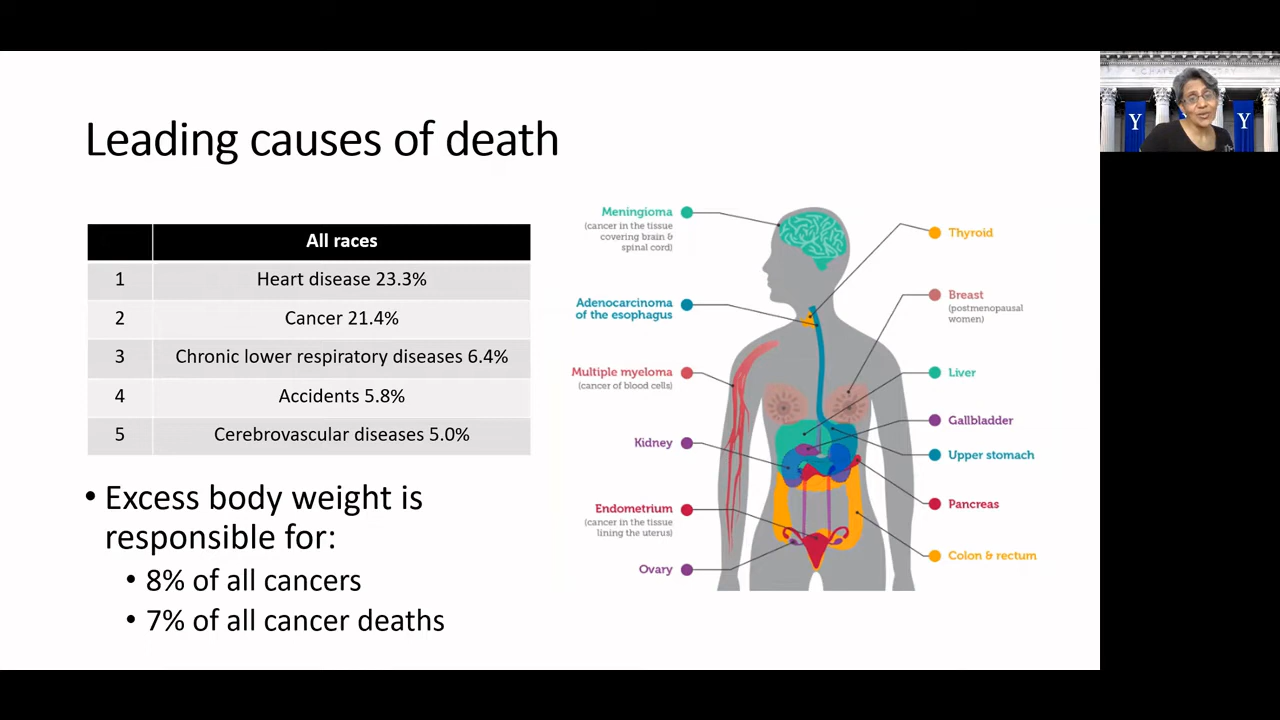 Leading causes of death
All races
1 Heart disease 23.3%
2 Cancer 21.4%
3 Chronic lower respiratory diseases 6.4%
4 Accidents 5.8%
5 Cerebrovascular diseases 5.0%
• Excess body weight is
responsible for:
• 8% of all cancers
• 7% of all cancer deaths
Meningioma
(cancer in the tissue
covering brain &
spinal cord)
Adenocarcinoma
of the esophagus
Multiple myeloma
(cancer of blood cells)
Kidney
Endometrium
(cancer in the tissue
lining the uterus)
Ovary
Thyroid
Breast
(postmenopausal
women)
Liver
Gallbladder
Upper stomach
Pancreas
Colon & rectum
Y
Y